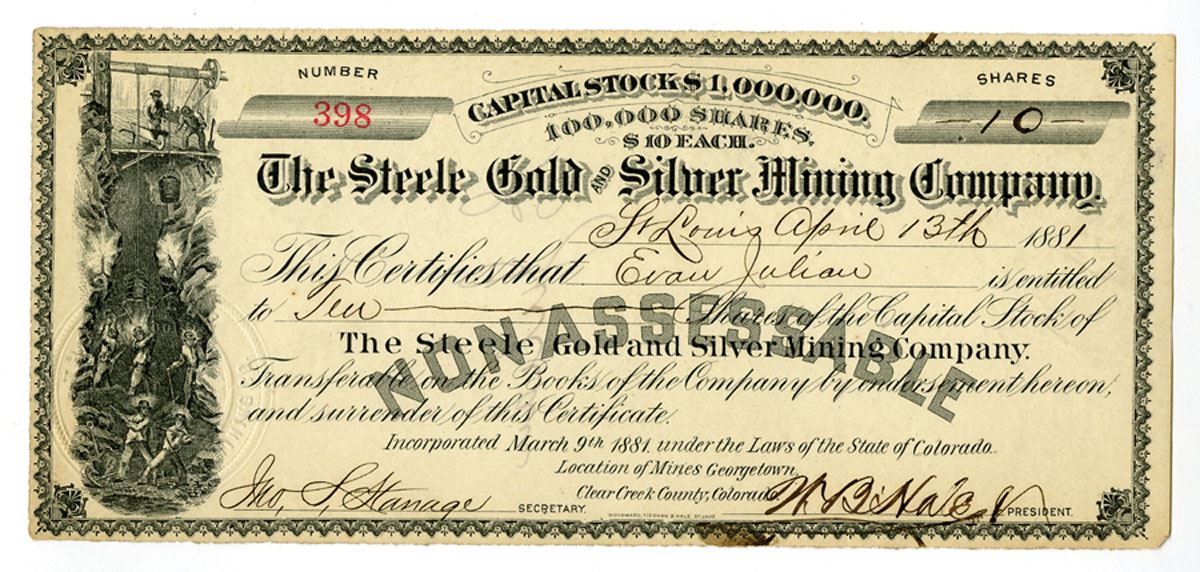 NUMBER
398
CAPITAL STOCK $1,000,000.
100,000 SHARES,
$10 EACH.
SHARES
-10-
The Steele Gold AND Silver Mining Company.
St Louis April 13th 1881
This Certifies that Evan Julian is entitled
to Ten Shares of the Capital Stock of
The Steele Gold and Silver Mining Company.
NON ASSESSABLE
Transferable on the Books of the Company by indorsement hereon,
and surrender of this Certificate.
Incorporated March 9th 1881. under the Laws of the State of Colorado.
Location of Mines Georgetown,
Clear Creek County, Colorado
Jno, S, Stanage SECRETARY.
W. B. Hale PRESIDENT.